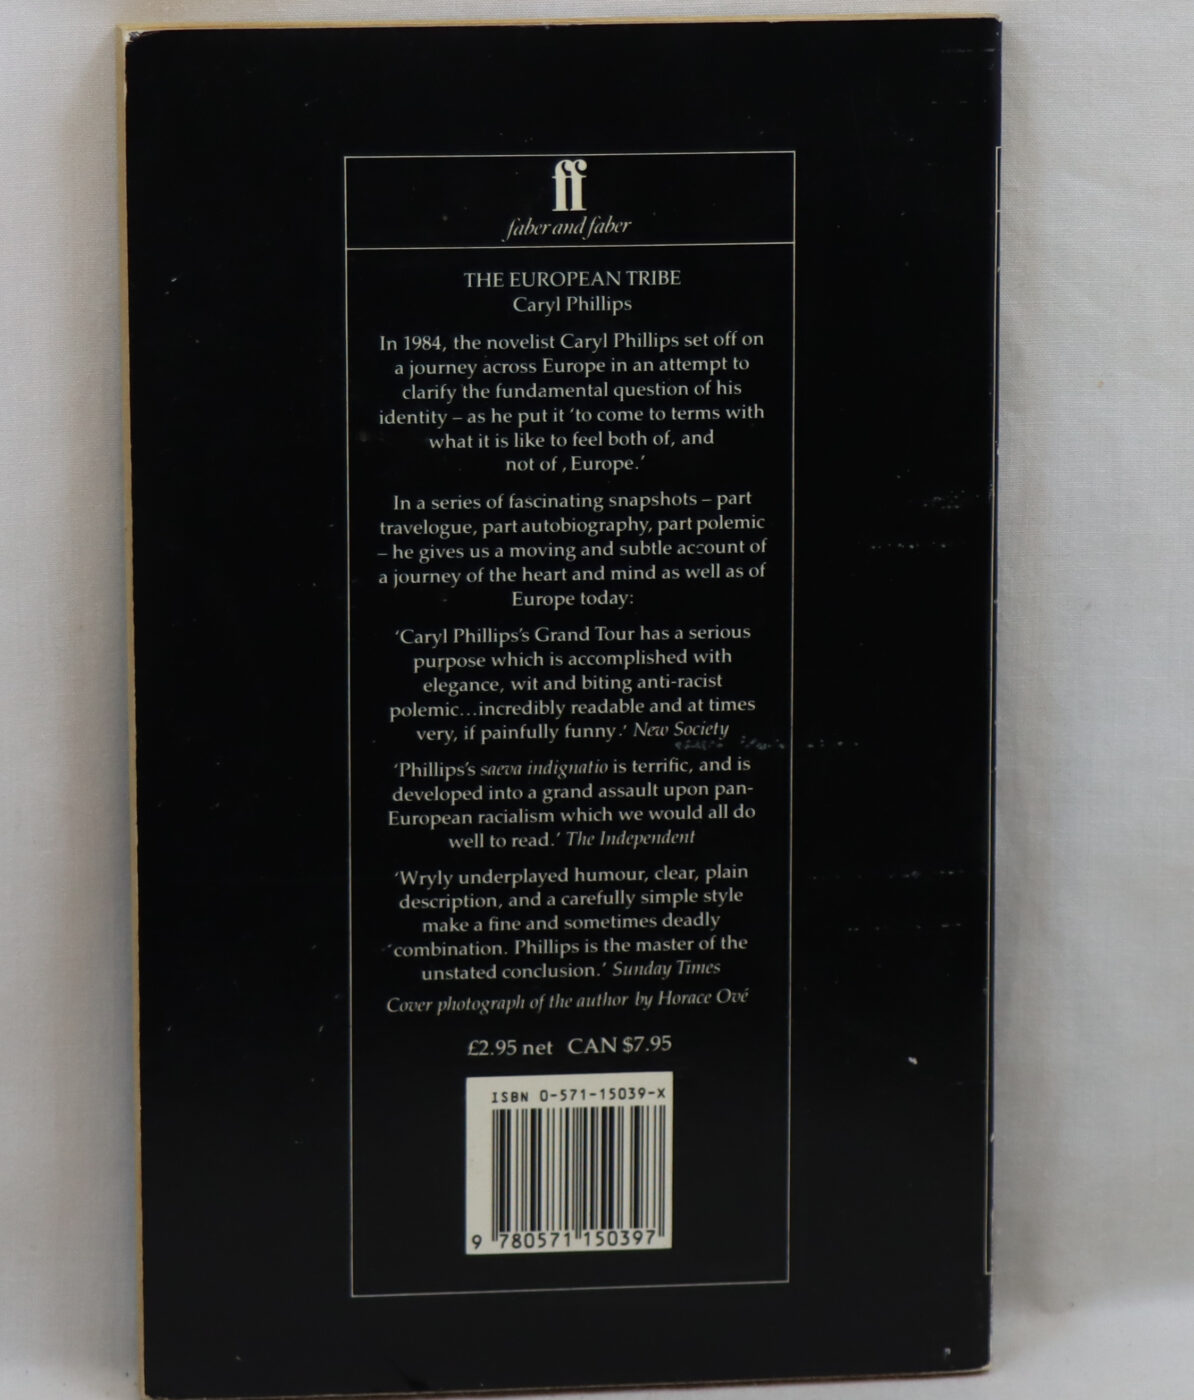 ff
faber and faber
THE EUROPEAN TRIBE
Caryl Phillips
In 1984, the novelist Caryl Phillips set off on
a journey across Europe in an attempt to
clarify the fundamental question of his
identity – as he put it ‘to come to terms with
what it is like to feel both of, and
not of , Europe.’
In a series of fascinating snapshots – part
travelogue, part autobiography, part polemic
– he gives us a moving and subtle account of
a journey of the heart and mind as well as of
Europe today:
‘Caryl Phillips’s Grand Tour has a serious
purpose which is accomplished with
elegance, wit and biting anti-racist
polemic...incredibly readable and at times
very, if painfully funny.’ New Society
‘Phillips’s saeva indignatio is terrific, and is
developed into a grand assault upon pan-
European racialism which we would all do
well to read.’ The Independent
‘Wryly underplayed humour, clear, plain
description, and a carefully simple style
make a fine and sometimes deadly
combination. Phillips is the master of the
unstated conclusion.’ Sunday Times
Cover photograph of the author by Horace Ové
£2.95 net CAN $7.95
ISBN 0-571-15039-X
9 780571 150397